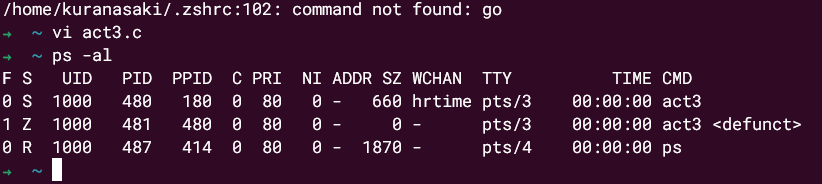 /home/kuranasaki/.zshrc:102: command not found: go
→ ~ vi act3.c
→ ~ ps -al
F S   UID   PID  PPID  C PRI  NI ADDR SZ WCHAN  TTY          TIME CMD
0 S  1000   480   180  0  80   0 -   660 hrtime pts/3    00:00:00 act3
1 Z  1000   481   480  0  80   0 -     0 -      pts/3    00:00:00 act3 <defunct>
0 R  1000   487   414  0  80   0 -  1870 -      pts/4    00:00:00 ps
→ ~